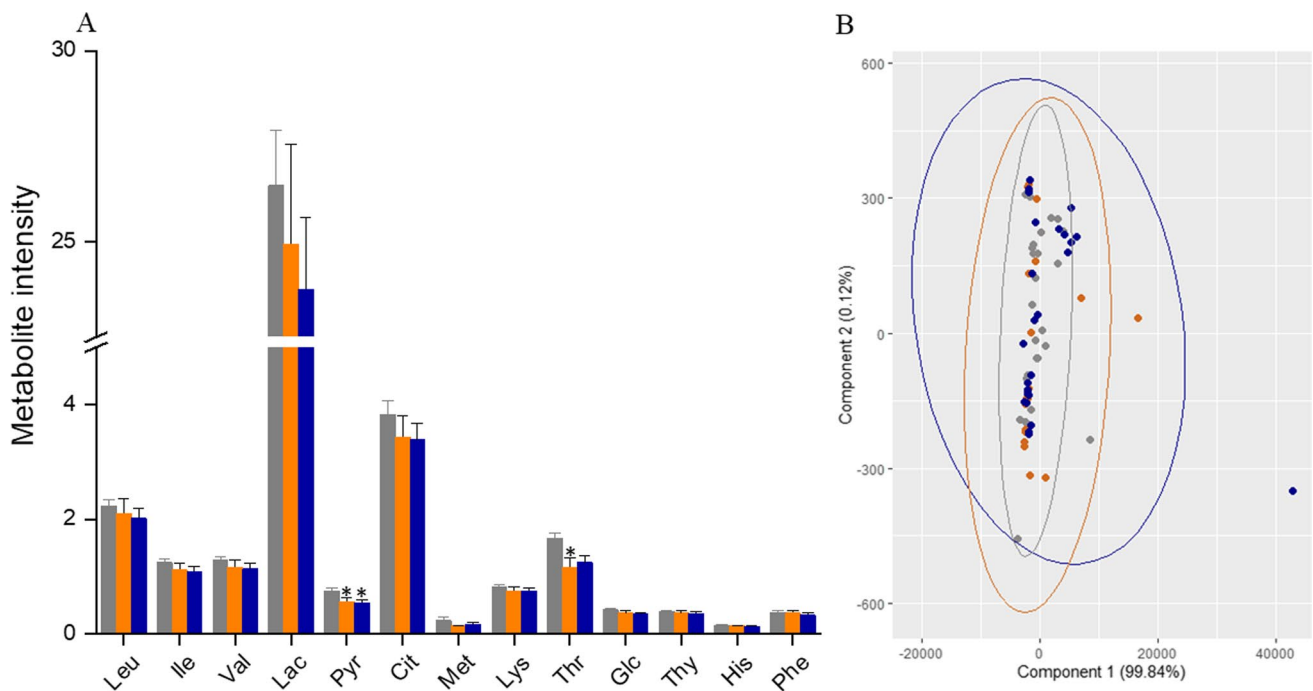 A
B
Metabolite intensity
30
25
4
2
0
* *
*
Leu Ile Val Lac Pyr Cit Met Lys Thr Glc Thy His Phe
Component 2 (0.12%)
600
300
0
-300
-600
-20000 0 20000 40000
Component 1 (99.84%)